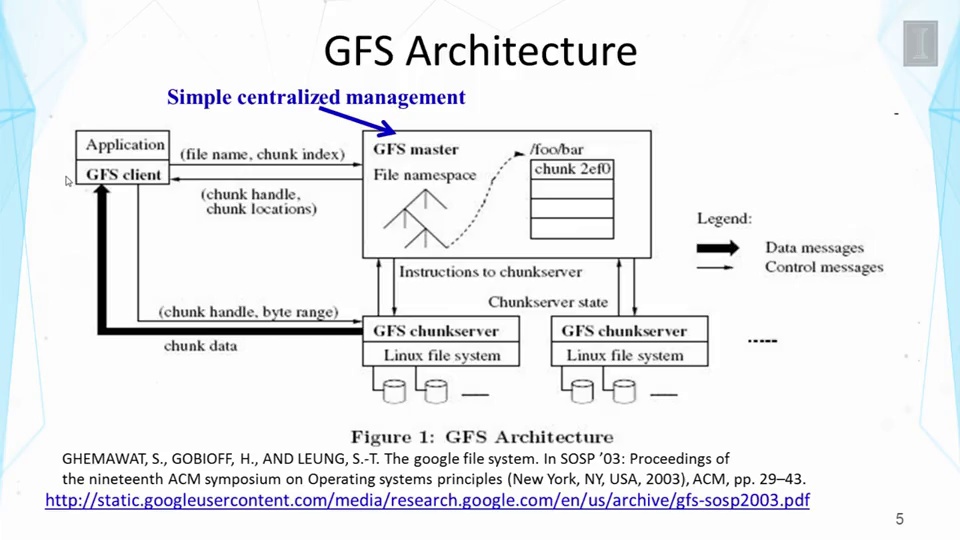 GFS Architecture
Simple centralized management
Application
GFS client
(file name, chunk index)
(chunk handle,
chunk locations)
GFS master
File namespace
/foo/bar
chunk 2ef0
Legend:
Data messages
Control messages
Instructions to chunkserver
Chunkserver state
(chunk handle, byte range)
chunk data
GFS chunkserver
Linux file system
GFS chunkserver
Linux file system
Figure 1: GFS Architecture
GHEMAWAT, S., GOBIOFF, H., AND LEUNG, S.-T. The google file system. In SOSP ’03: Proceedings of
the nineteenth ACM symposium on Operating systems principles (New York, NY, USA, 2003), ACM, pp. 29–43.
http://static.googleusercontent.com/media/research.google.com/en/us/archive/gfs-sosp2003.pdf
5